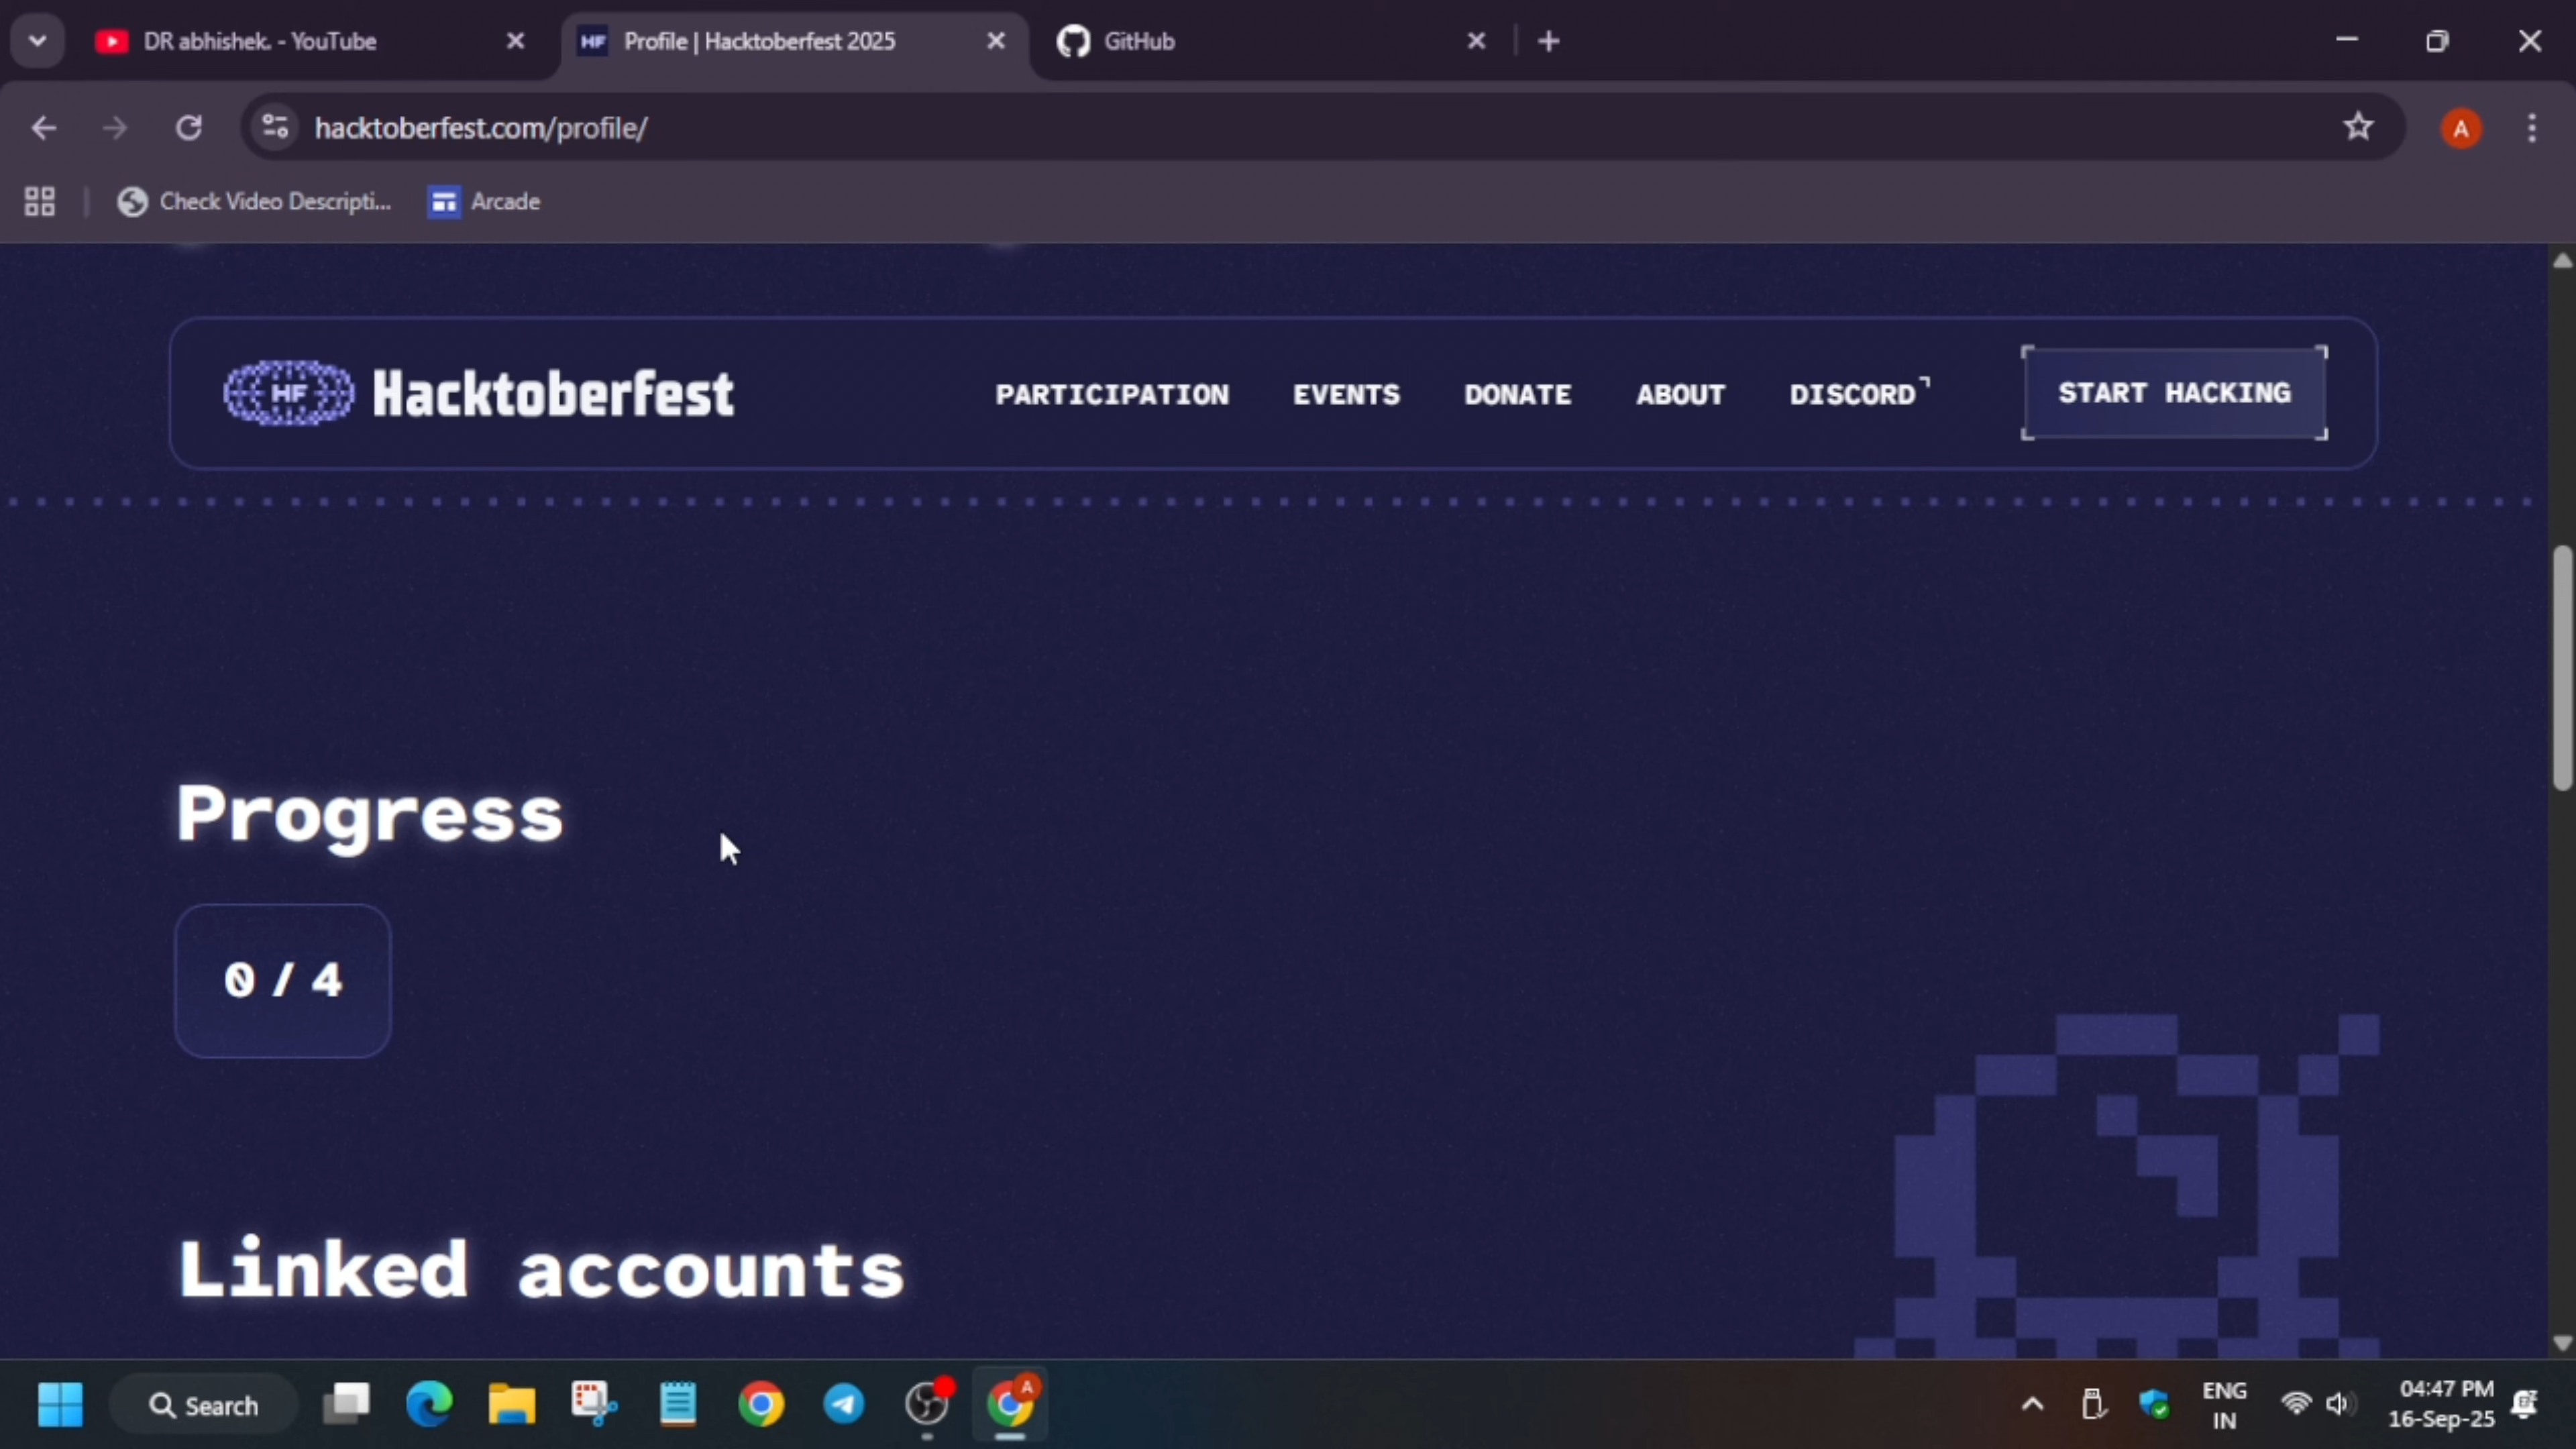 DR abhishek. - YouTube
Profile | Hacktoberfest 2025
GitHub
hacktoberfest.com/profile/
A
Check Video Descripti...
Arcade
HF Hacktoberfest
PARTICIPATION
EVENTS
DONATE
ABOUT
DISCORD
START HACKING
Progress
0 / 4
Linked accounts
Search
A
ENG
IN
04:47 PM
16-Sep-25